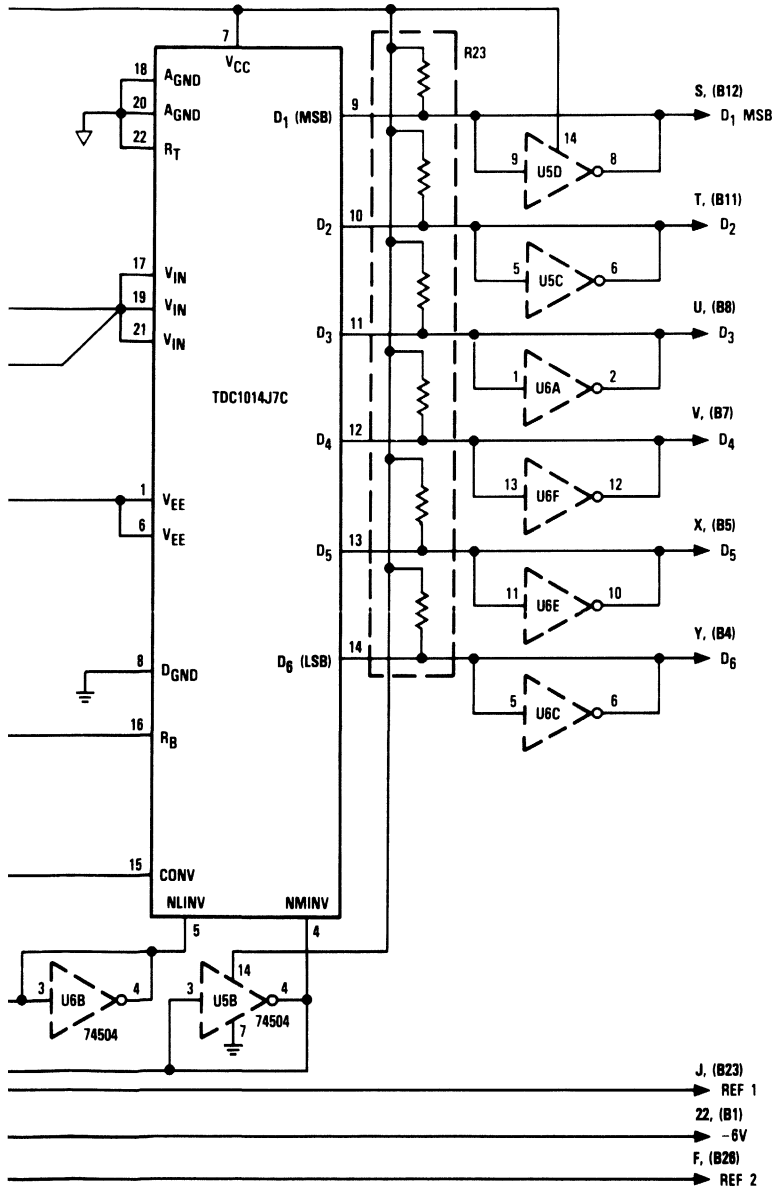 7
VCC
R23
18
AGND
20
AGND
22
RT
D1 (MSB)
9
S, (B12)
D1 MSB
14
9
U5D
8
D2
10
T, (B11)
D2
5
U5C
6
17
VIN
19
VIN
21
VIN
D3
11
U, (B8)
D3
1
U6A
2
TDC1014J7C
D4
12
V, (B7)
D4
13
U6F
12
1
VEE
6
VEE
D5
13
X, (B5)
D5
11
U6E
10
8
DGND
D6 (LSB)
14
Y, (B4)
D6
5
U6C
6
16
RB
15
CONV
NLINV
NMINV
5
4
3
U6B
4
74504
14
3
U5B
4
7
74504
J, (B23)
REF 1
22, (B1)
–6V
F, (B26)
REF 2